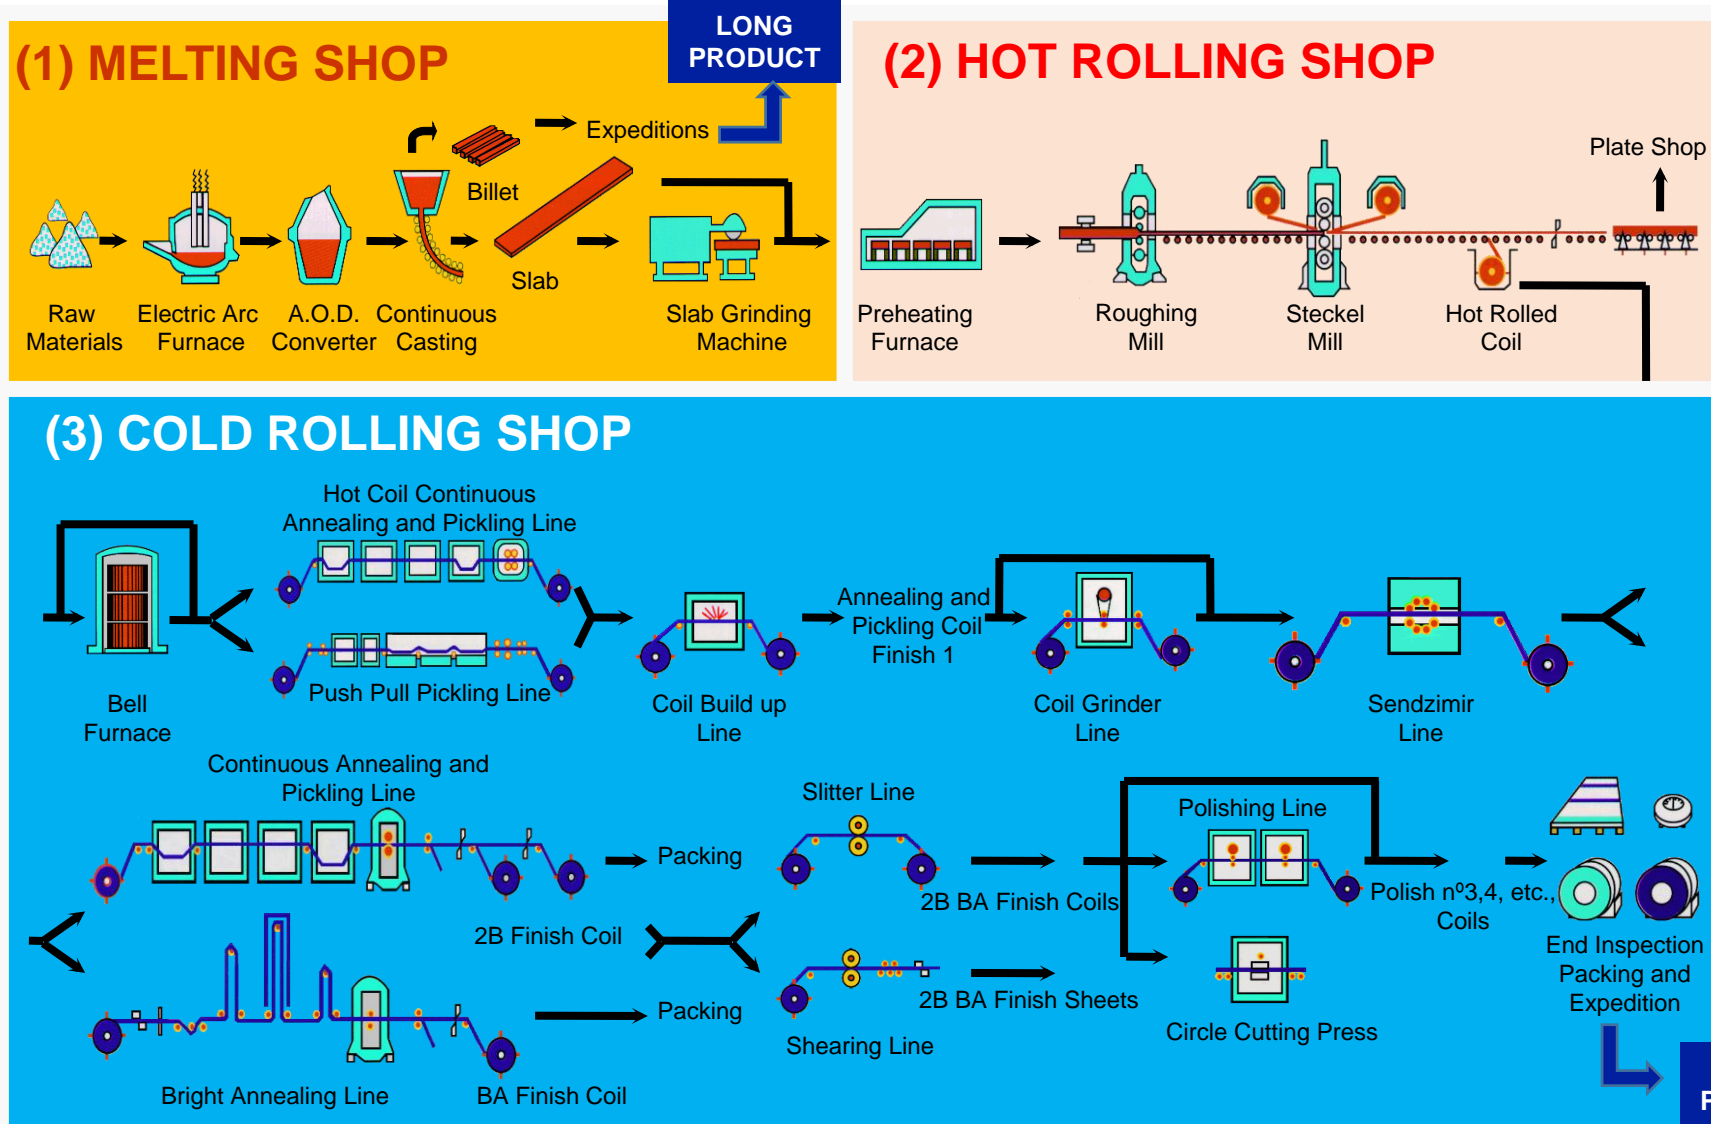 LONG
PRODUCT
(1) MELTING SHOP
Expeditions
Billet
Slab
Raw
Materials
Electric Arc
Furnace
A.O.D.
Converter
Continuous
Casting
Slab Grinding
Machine
(2) HOT ROLLING SHOP
Plate Shop
Preheating
Furnace
Roughing
Mill
Steckel
Mill
Hot Rolled
Coil
(3) COLD ROLLING SHOP
Hot Coil Continuous
Annealing and Pickling Line
Push Pull Pickling Line
Bell
Furnace
Coil Build up
Line
Annealing and
Pickling Coil
Finish 1
Coil Grinder
Line
Sendzimir
Line
Continuous Annealing and
Pickling Line
Packing
2B Finish Coil
Packing
Bright Annealing Line
BA Finish Coil
Slitter Line
2B BA Finish Coils
Shearing Line
2B BA Finish Sheets
Polishing Line
Circle Cutting Press
Polish nº3,4, etc.,
Coils
End Inspection
Packing and
Expedition